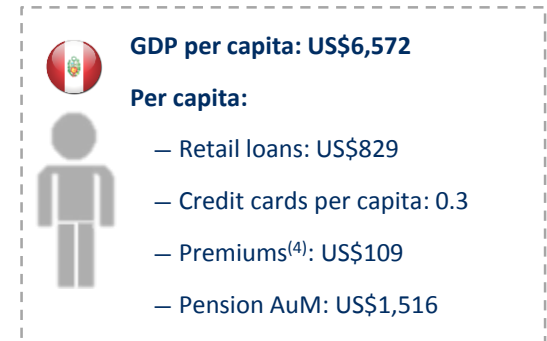 GDP per capita: US$6,572
Per capita:
— Retail loans: US$829
— Credit cards per capita: 0.3
— Premiums(4): US$109
— Pension AuM: US$1,516